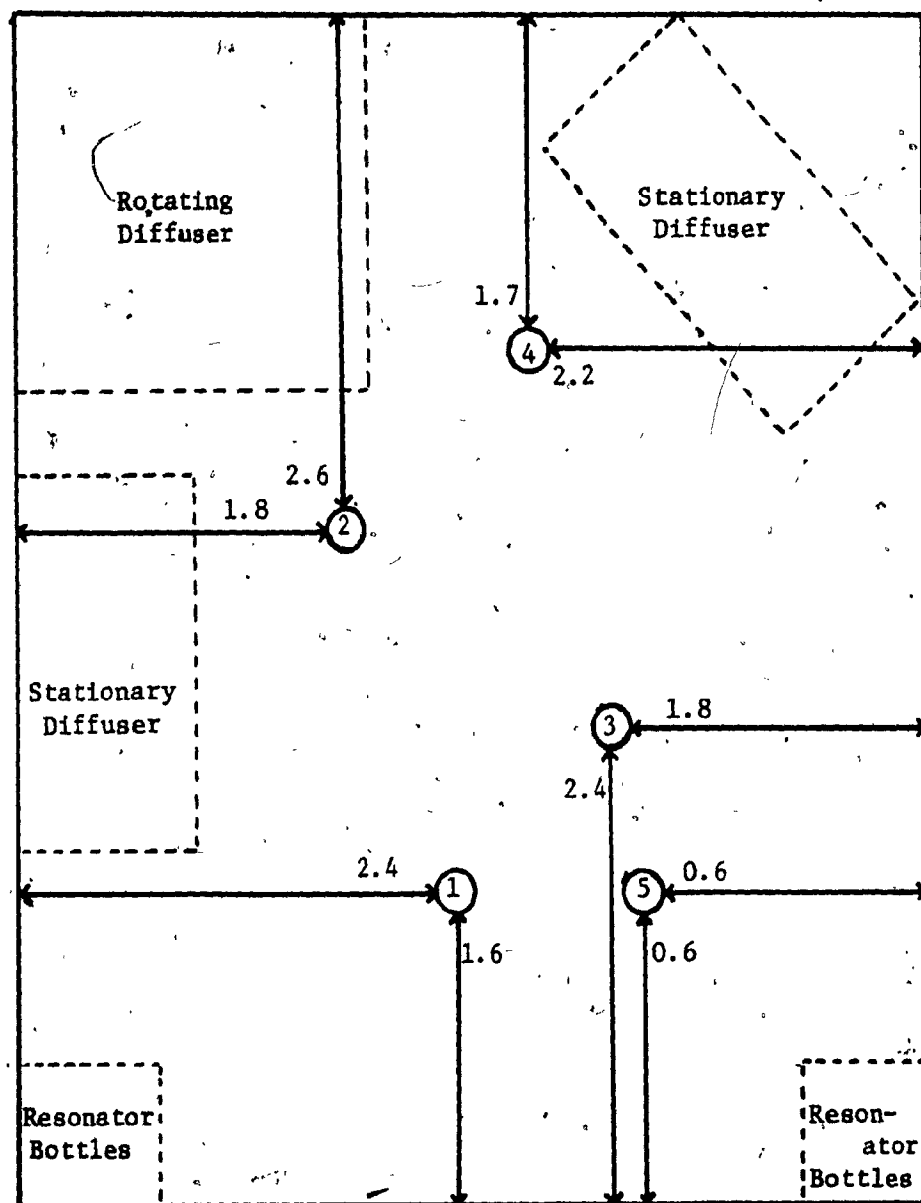 Rotating
Diffuser
Stationary
Diffuser
1.7
4
2.2
2.6
1.8
2
Stationary
Diffuser
3
1.8
2.4
2.4
1
5
0.6
1.6
0.6
Resonator
Bottles
Reson-
ator
Bottles